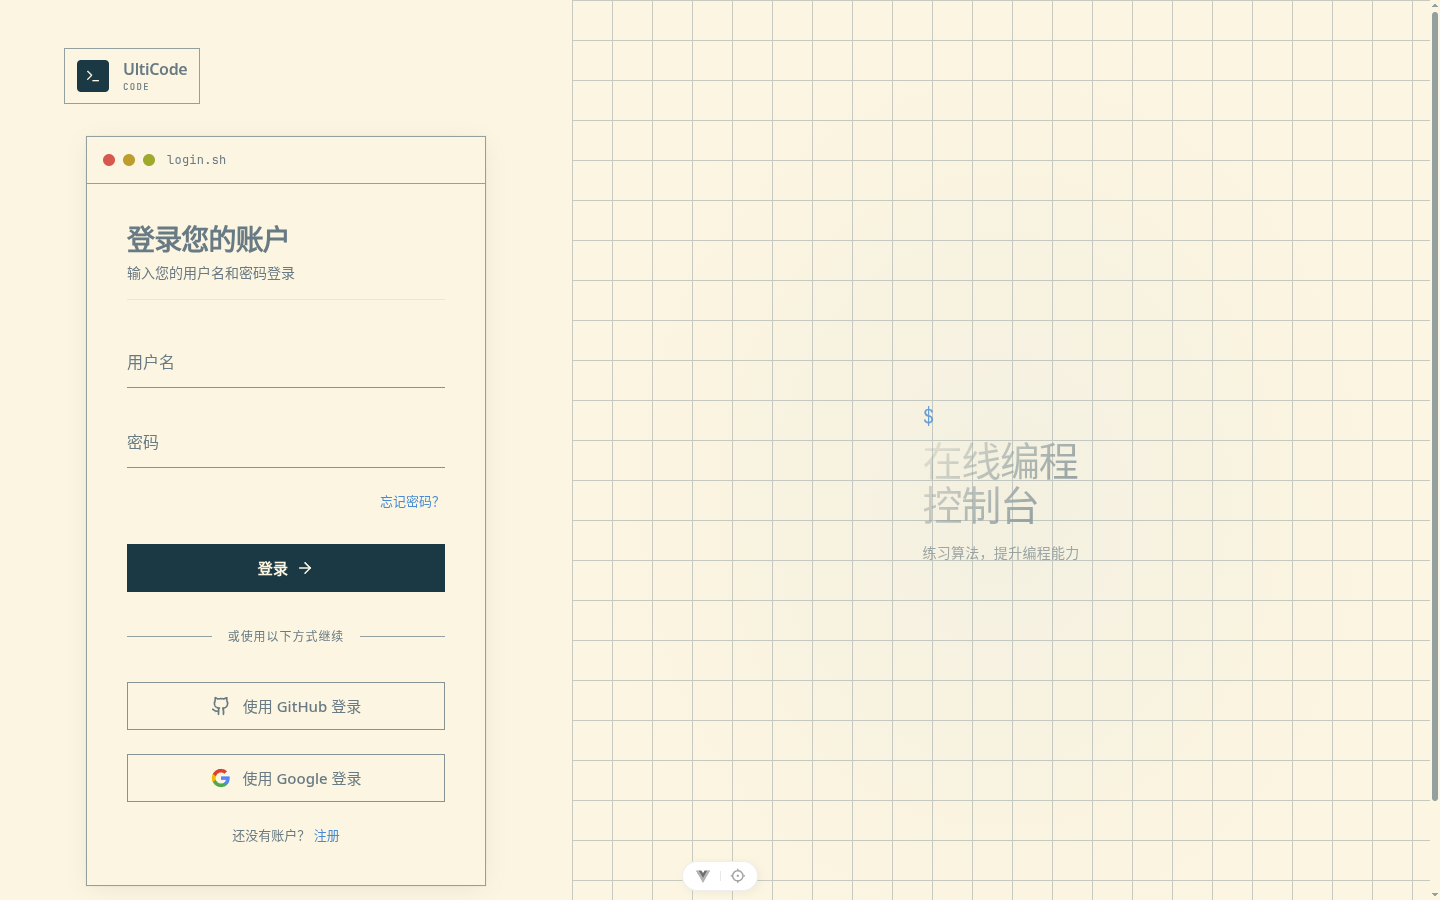 UltiCode
CODE
login.sh
登录您的账户
输入您的用户名和密码登录
用户名
密码
忘记密码？
登录
或使用以下方式继续
使用 GitHub 登录
使用 Google 登录
还没有账户？ 注册
$
在线编程
控制台
练习算法，提升编程能力